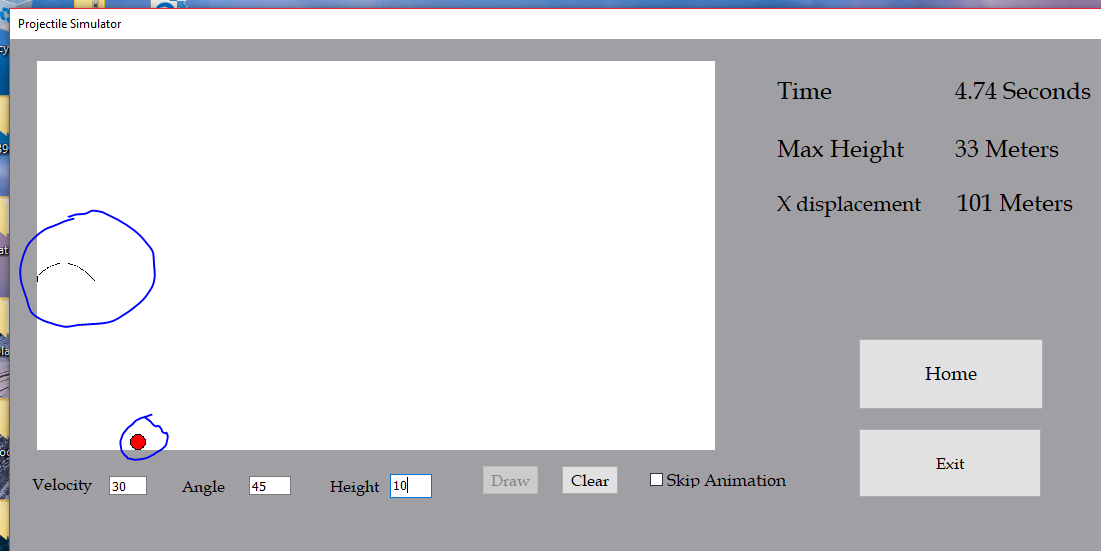 Projectile Simulator
Time 4.74 Seconds
Max Height 33 Meters
X displacement 101 Meters
Home
Exit
Velocity 30 Angle 45 Height 10 Draw Clear Skip Animation